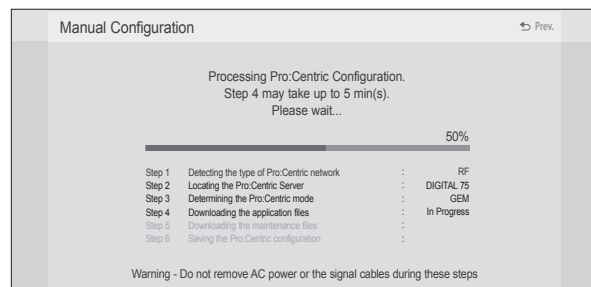 Manual Configuration
Prev.
Processing Pro:Centric Configuration.
Step 4 may take up to 5 min(s).
Please wait...
50%
Step 1 Detecting the type of Pro:Centric network : RF
Step 2 Locating the Pro:Centric Server : DIGITAL 75
Step 3 Determining the Pro:Centric mode : GEM
Step 4 Downloading the application files : In Progress
Step 5 Downloading the maintenance files :
Step 6 Saving the Pro:Centric configuration :
Warning - Do not remove AC power or the signal cables during these steps